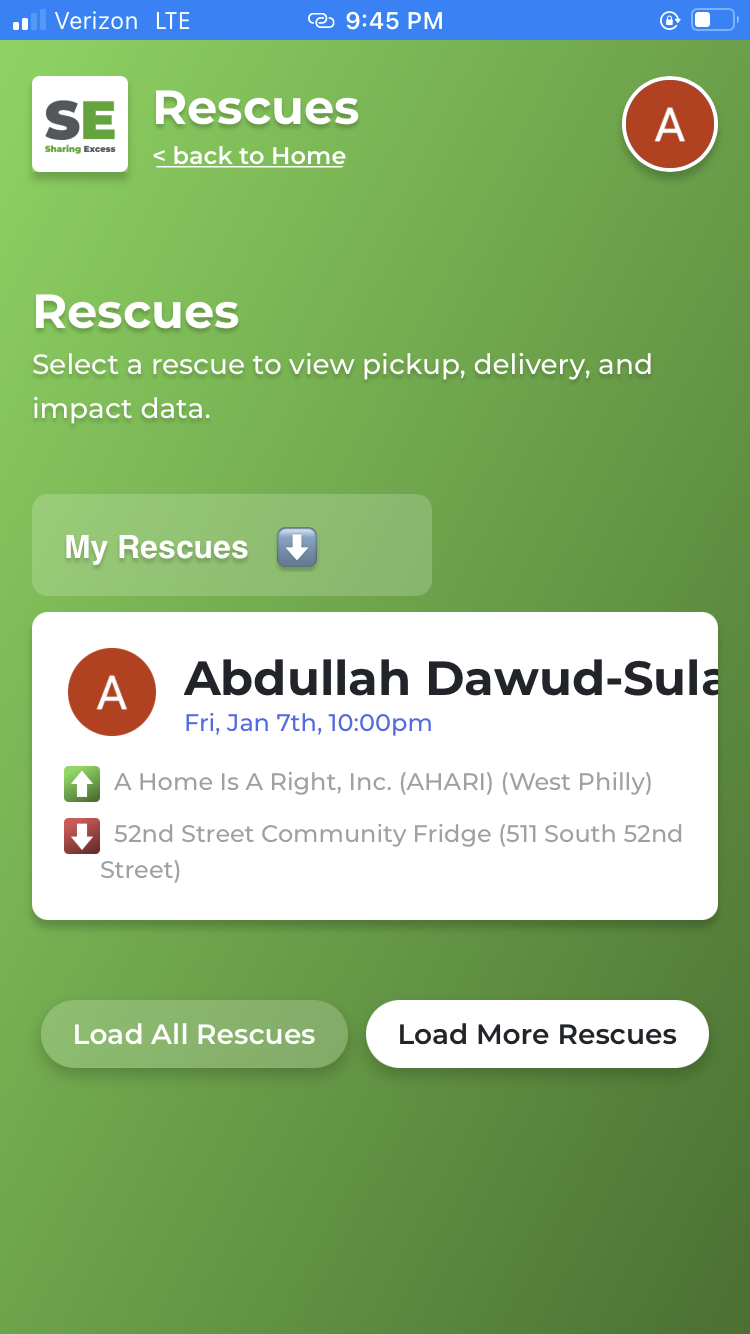 Verizon LTE 9:45 PM
SE
Sharing Excess
Rescues
< back to Home
A
Rescues
Select a rescue to view pickup, delivery, and
impact data.
My Rescues ⬇️
A
Abdullah Dawud-Sula
Fri, Jan 7th, 10:00pm
A Home Is A Right, Inc. (AHARI) (West Philly)
52nd Street Community Fridge (511 South 52nd
Street)
Load All Rescues
Load More Rescues